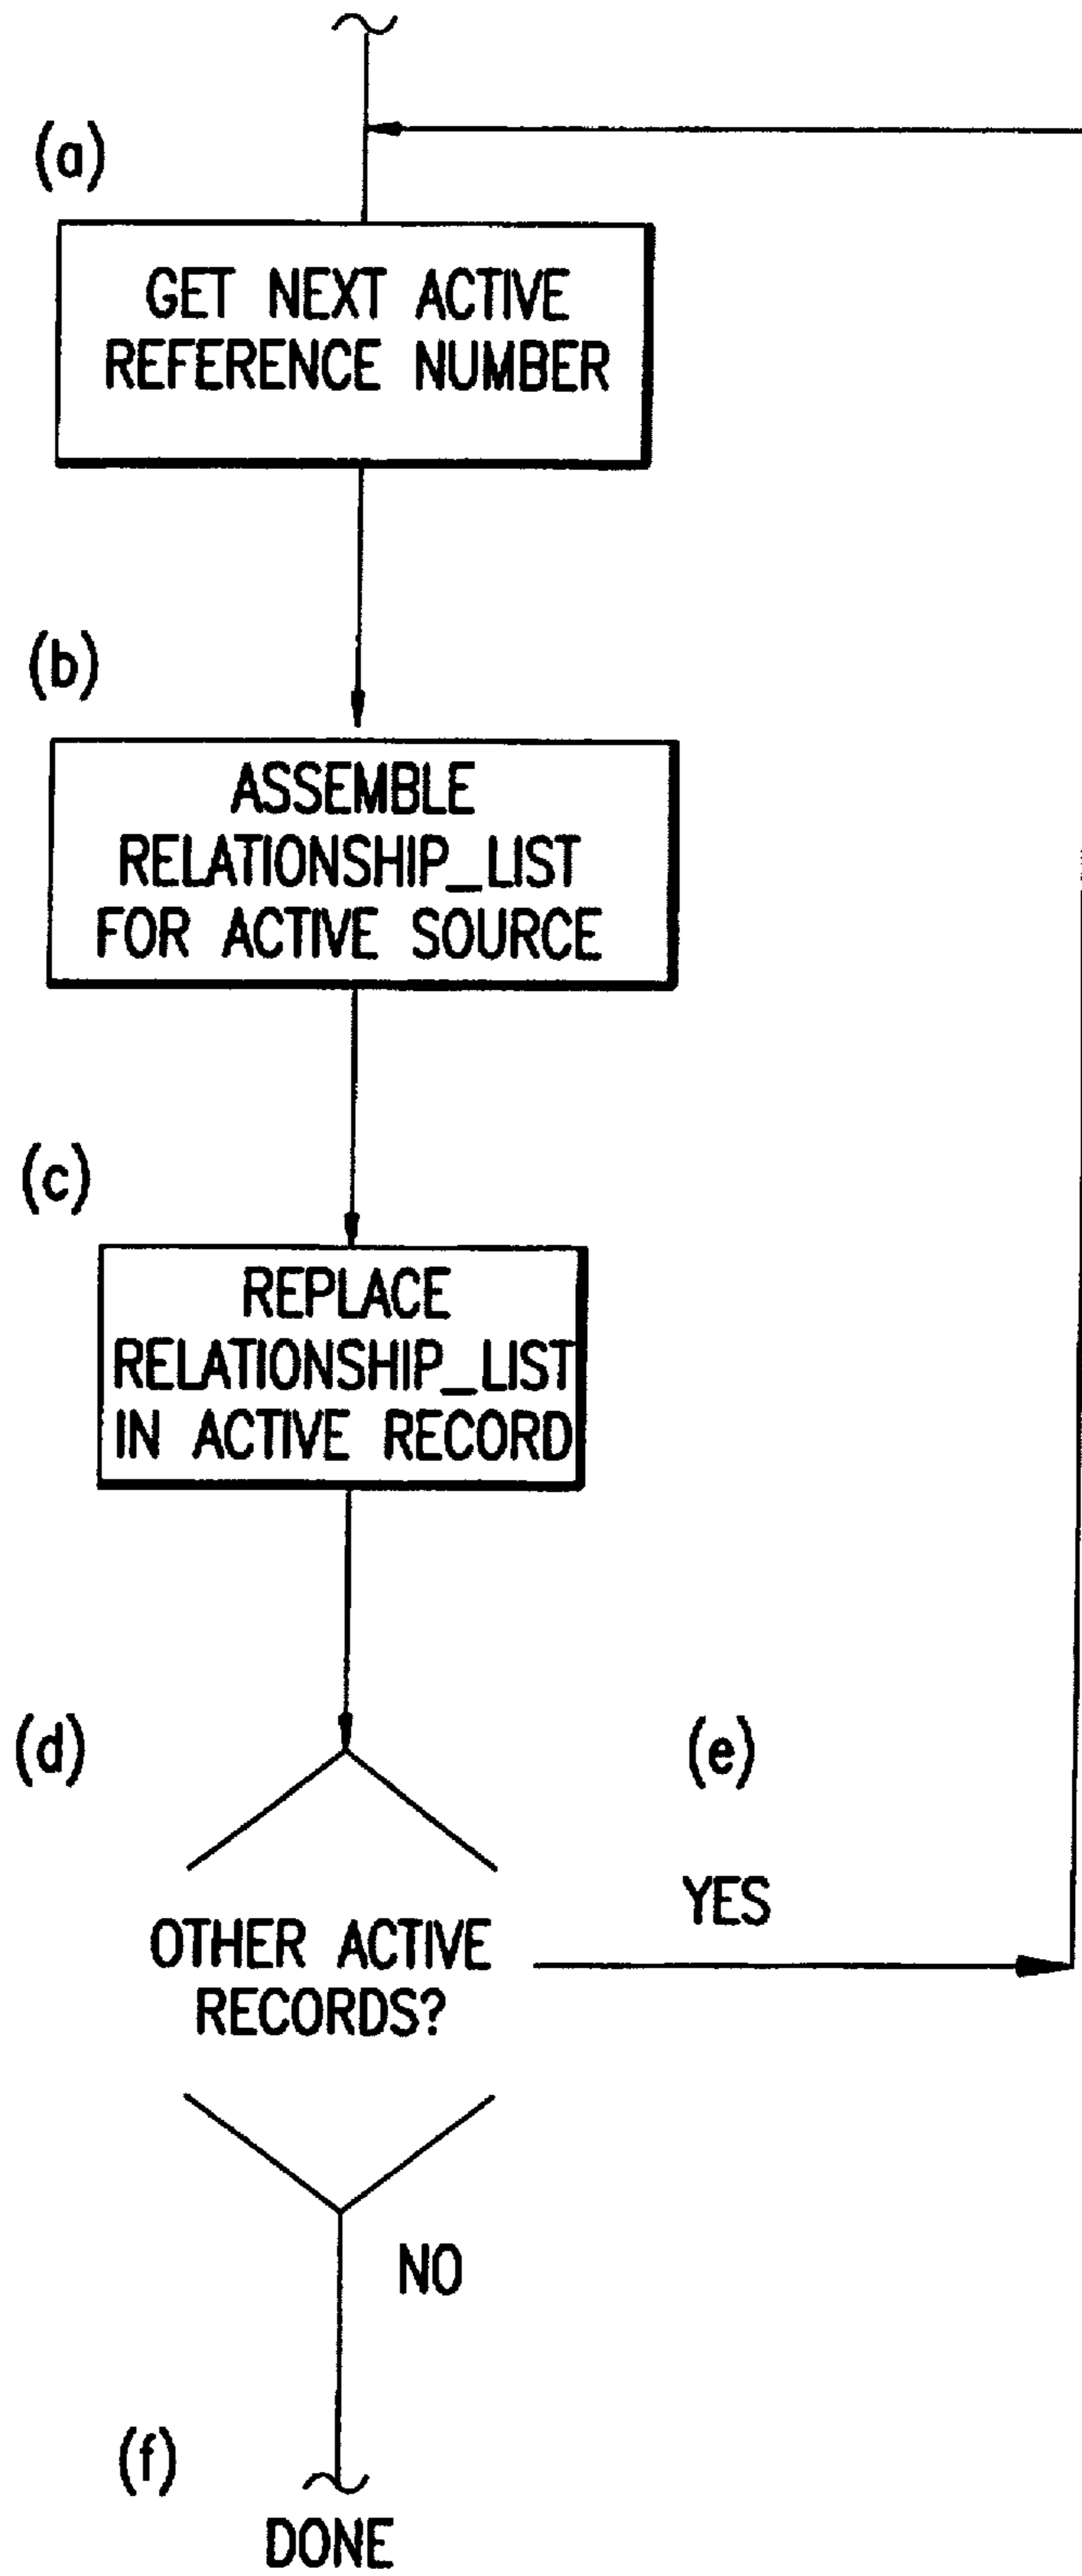 (a)
GET NEXT ACTIVE
REFERENCE NUMBER
(b)
ASSEMBLE
RELATIONSHIP_LIST
FOR ACTIVE SOURCE
(c)
REPLACE
RELATIONSHIP_LIST
IN ACTIVE RECORD
(d)
(e)
YES
OTHER ACTIVE
RECORDS?
NO
(f)
DONE